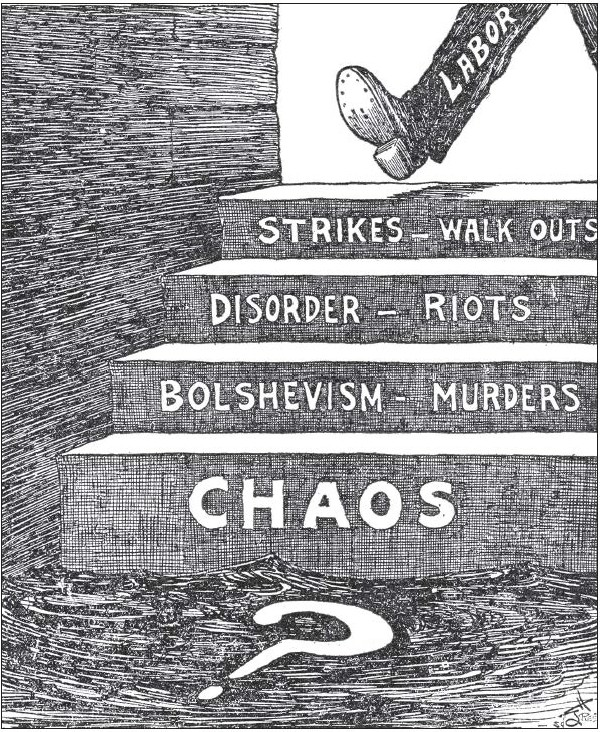 LABOR
STRIKES – WALK OUTS
DISORDER – RIOTS
BOLSHEVISM - MURDERS
CHAOS
?